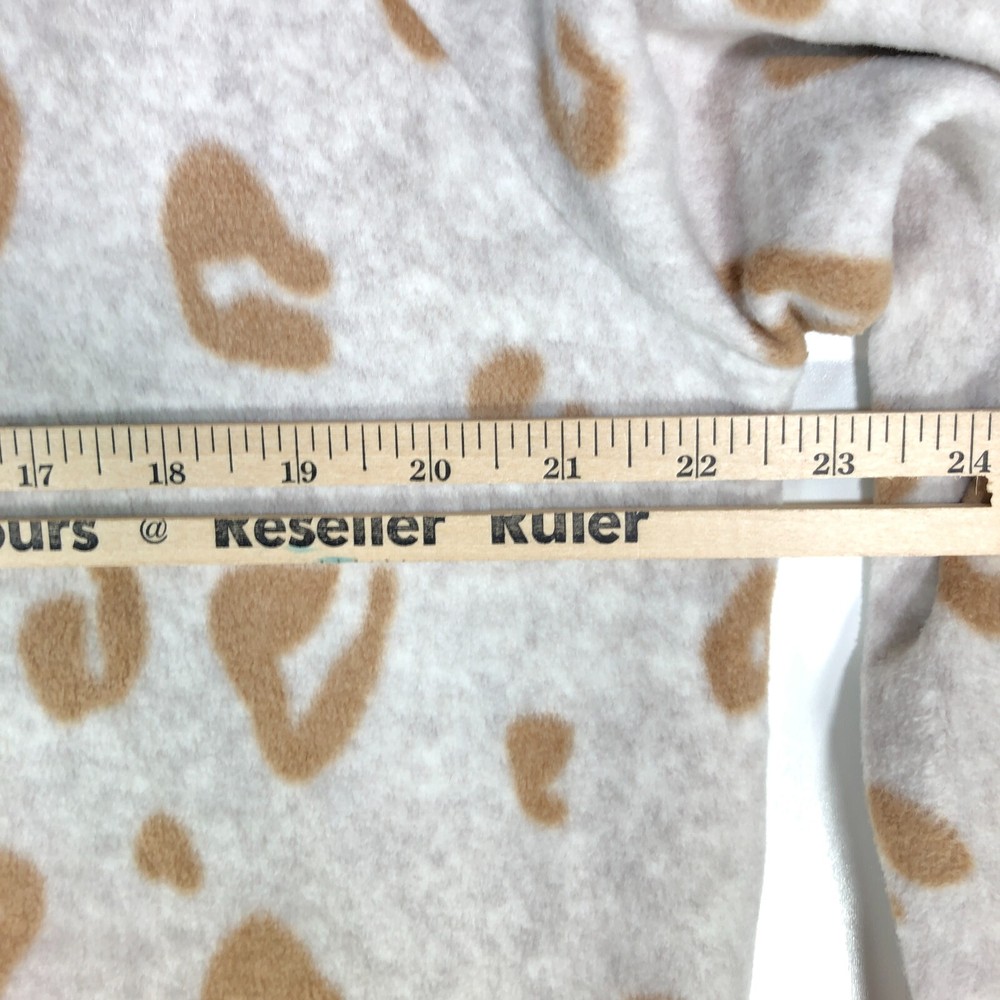 17 18 19 20 21 22 23 24
ours @ Reseller Ruler